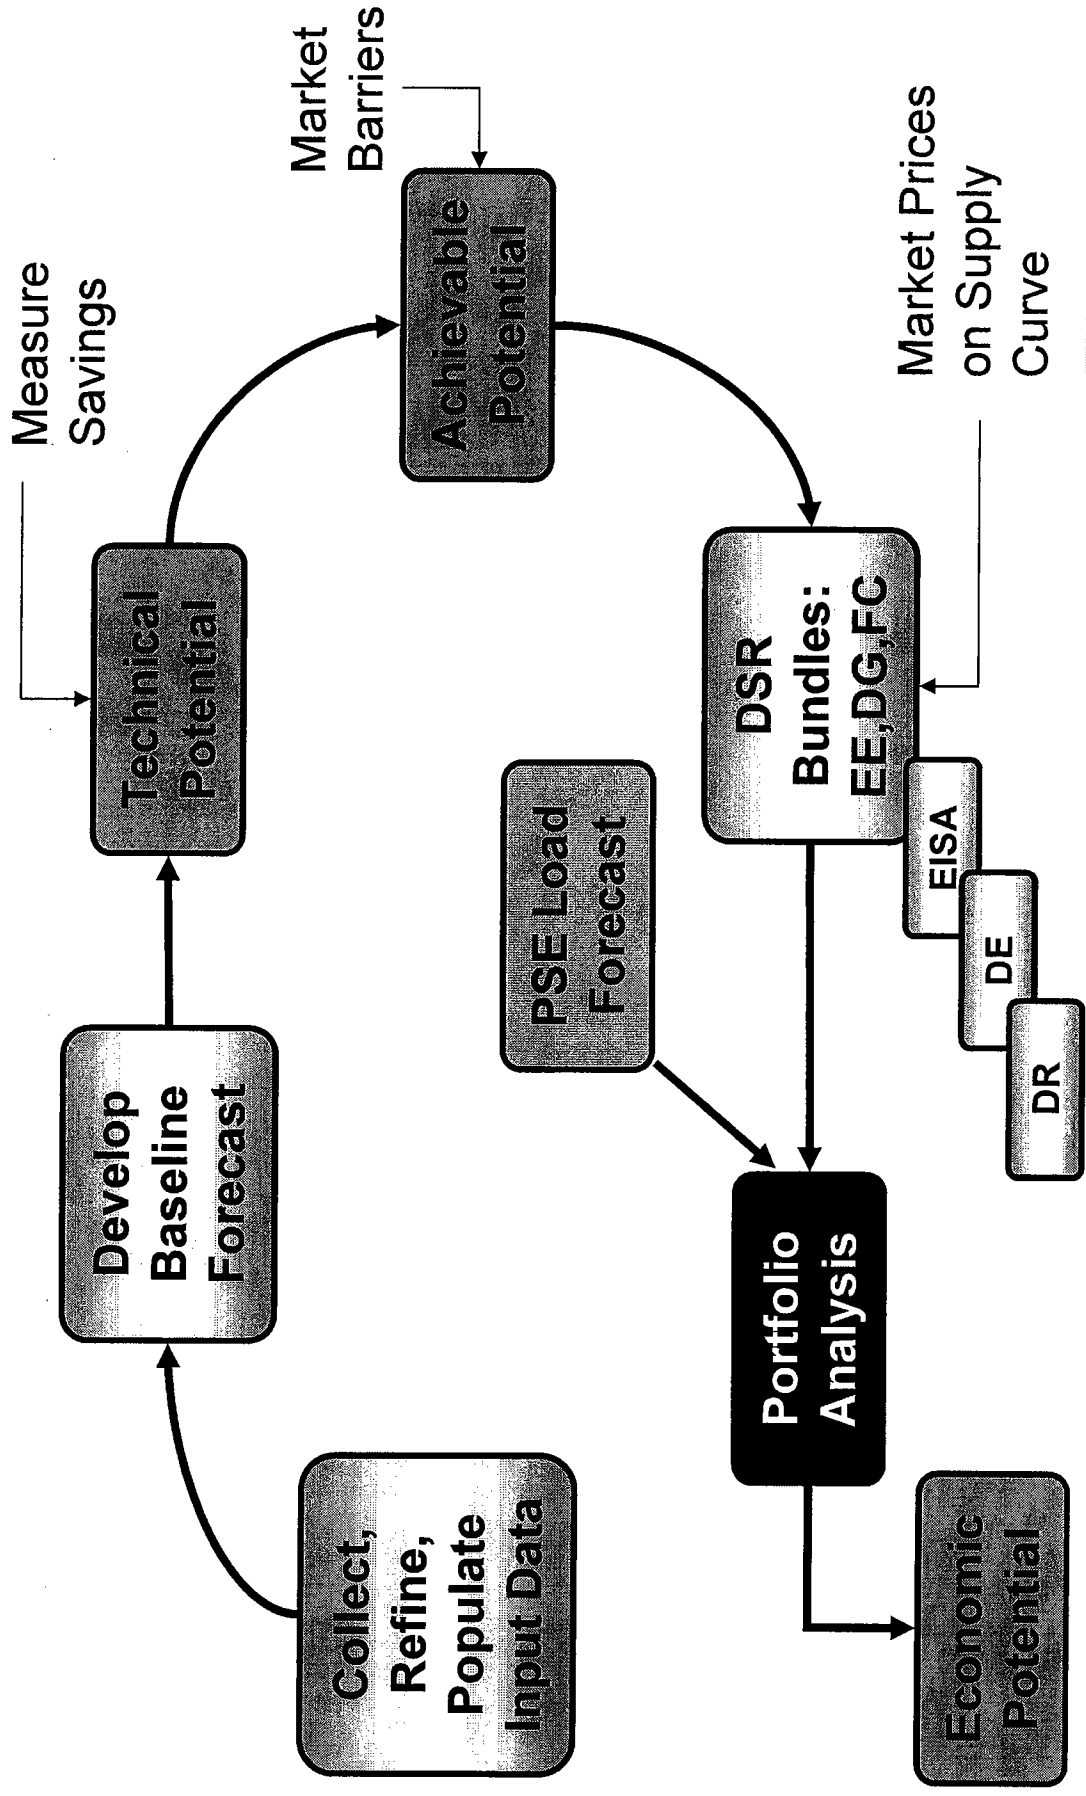 Collect,
Refine,
Populate
Input Data
Develop
Baseline
Forecast
Technical
Potential
Measure
Savings
Achievable
Potential
Market
Barriers
DSR
Bundles:
EE,DG,FC
Market Prices
on Supply
Curve
EISA
DE
DR
PSE Load
Forecast
Portfolio
Analysis
Economic
Potential